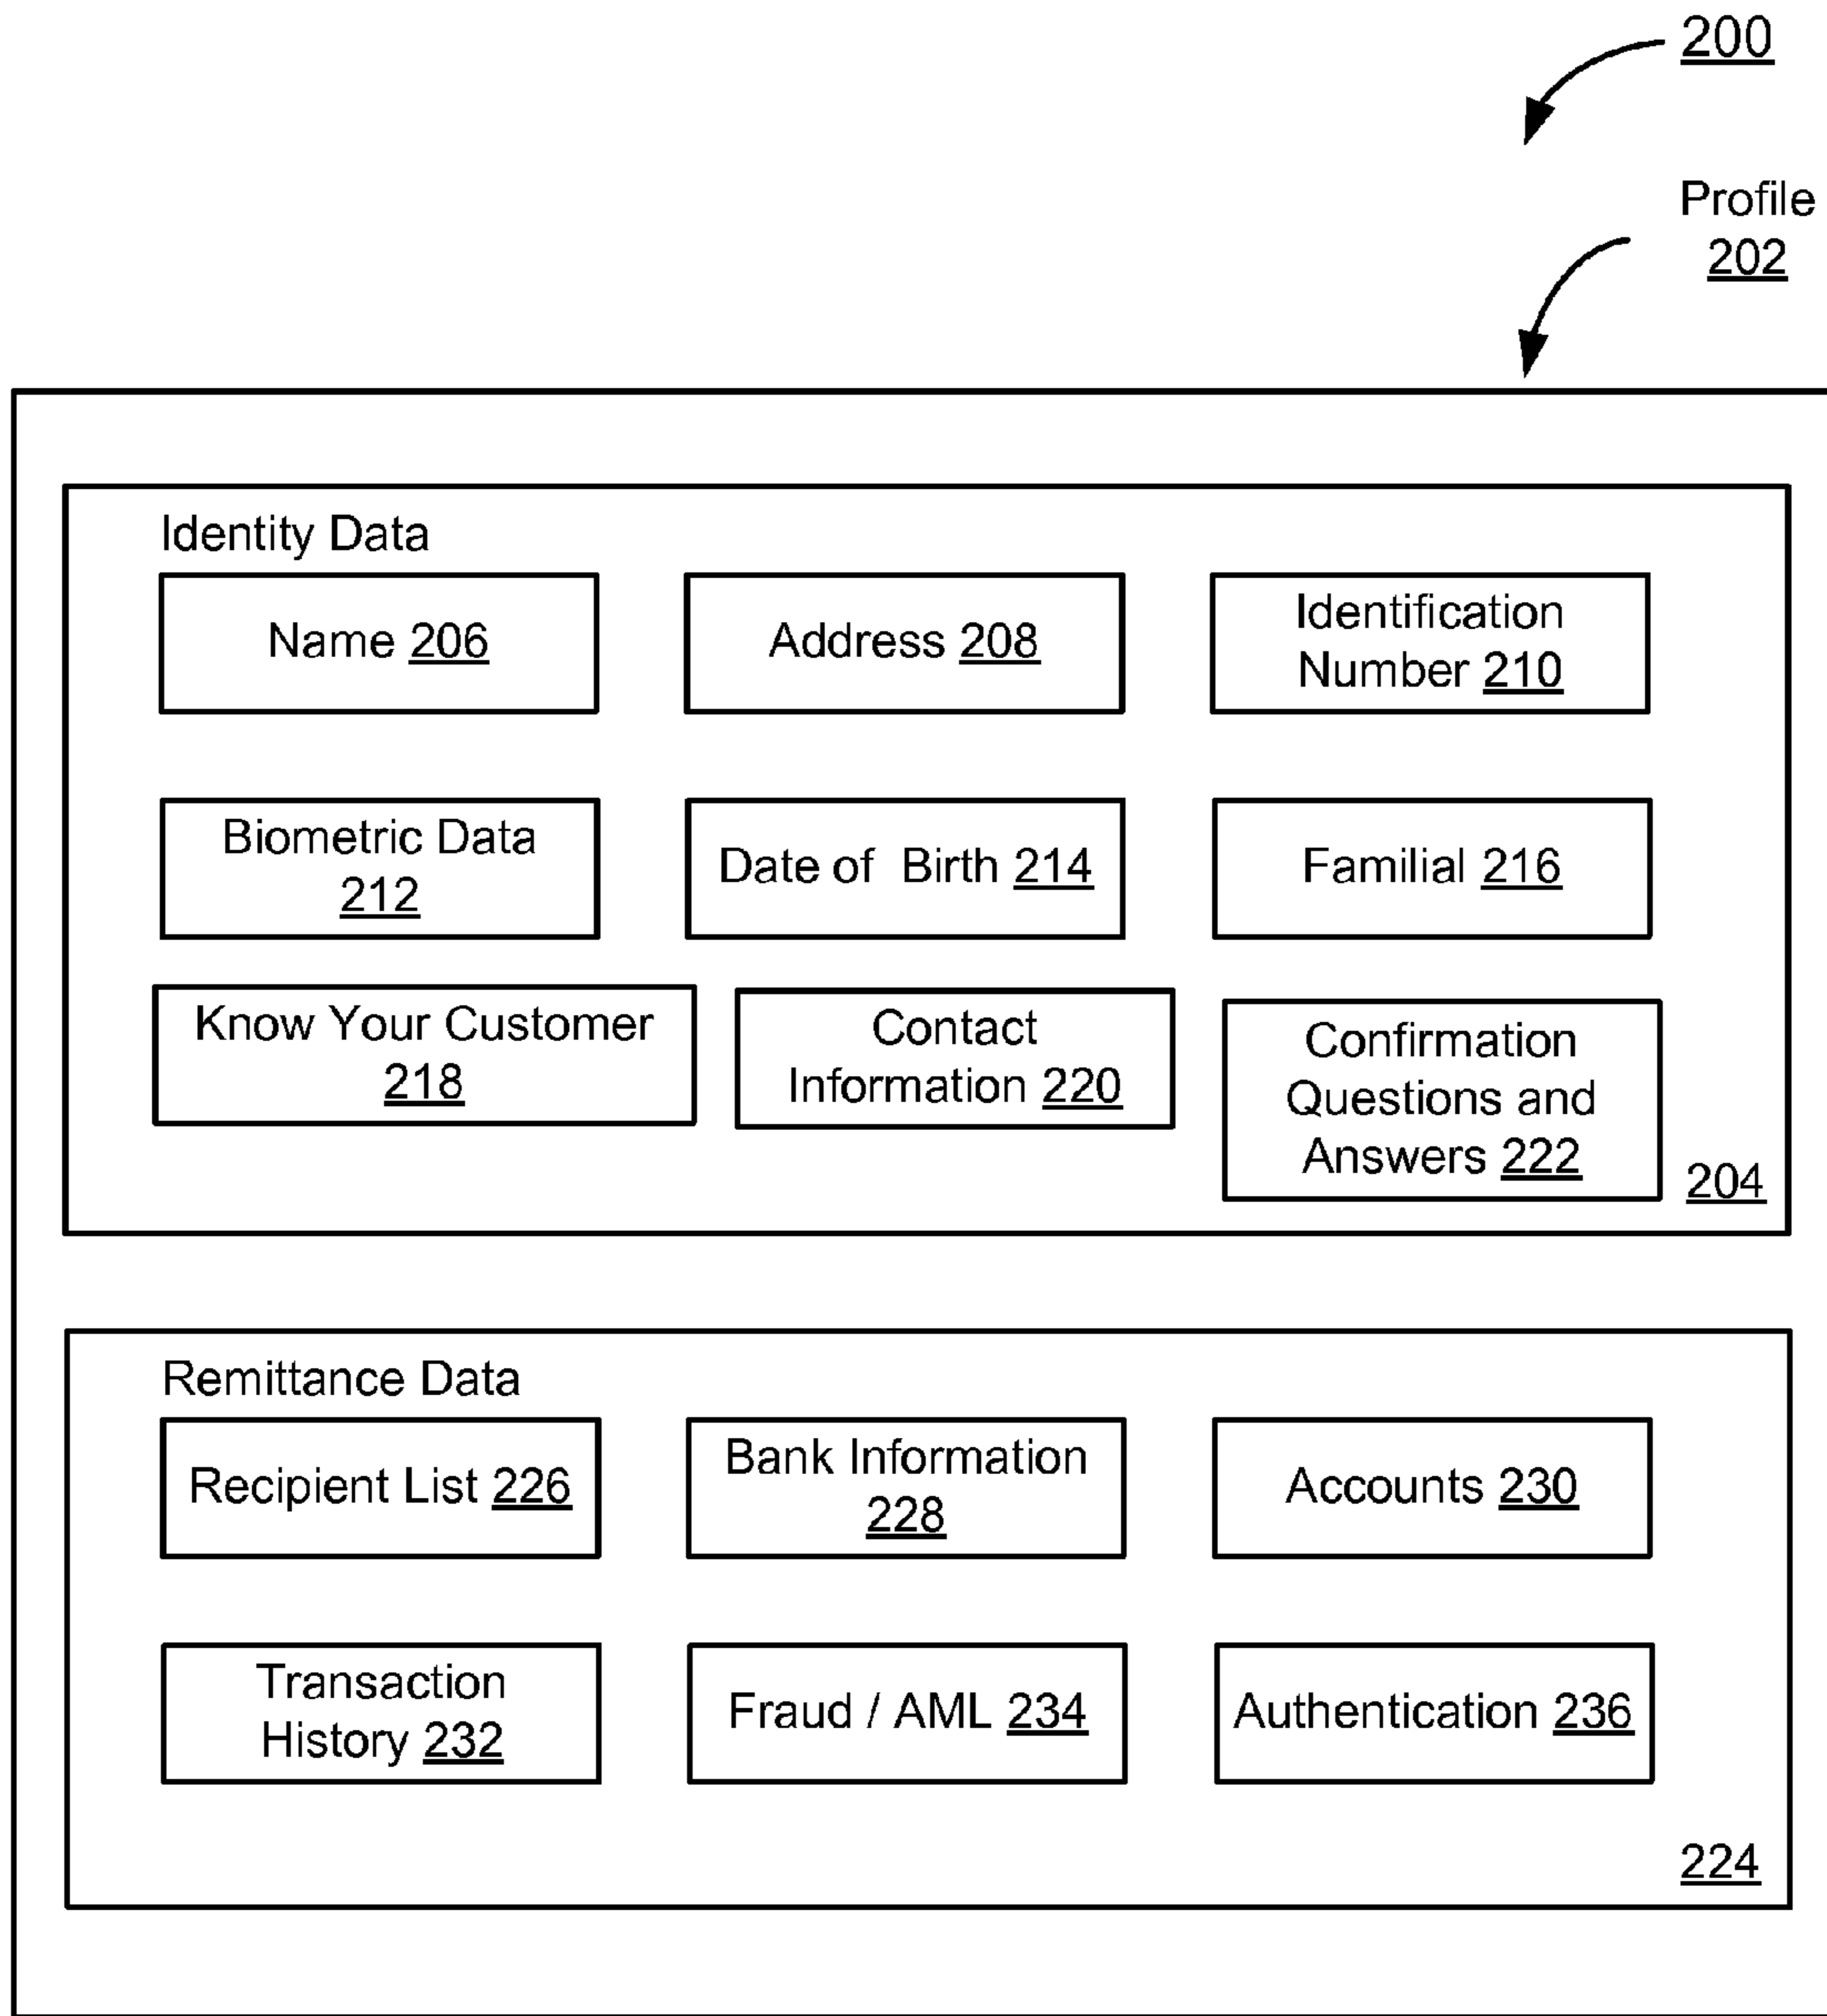 200
Profile
202
Identity Data
Name 206
Address 208
Identification
Number 210
Biometric Data
212
Date of Birth 214
Familial 216
Know Your Customer
218
Contact
Information 220
Confirmation
Questions and
Answers 222
204
Remittance Data
Recipient List 226
Bank Information
228
Accounts 230
Transaction
History 232
Fraud / AML 234
Authentication 236
224